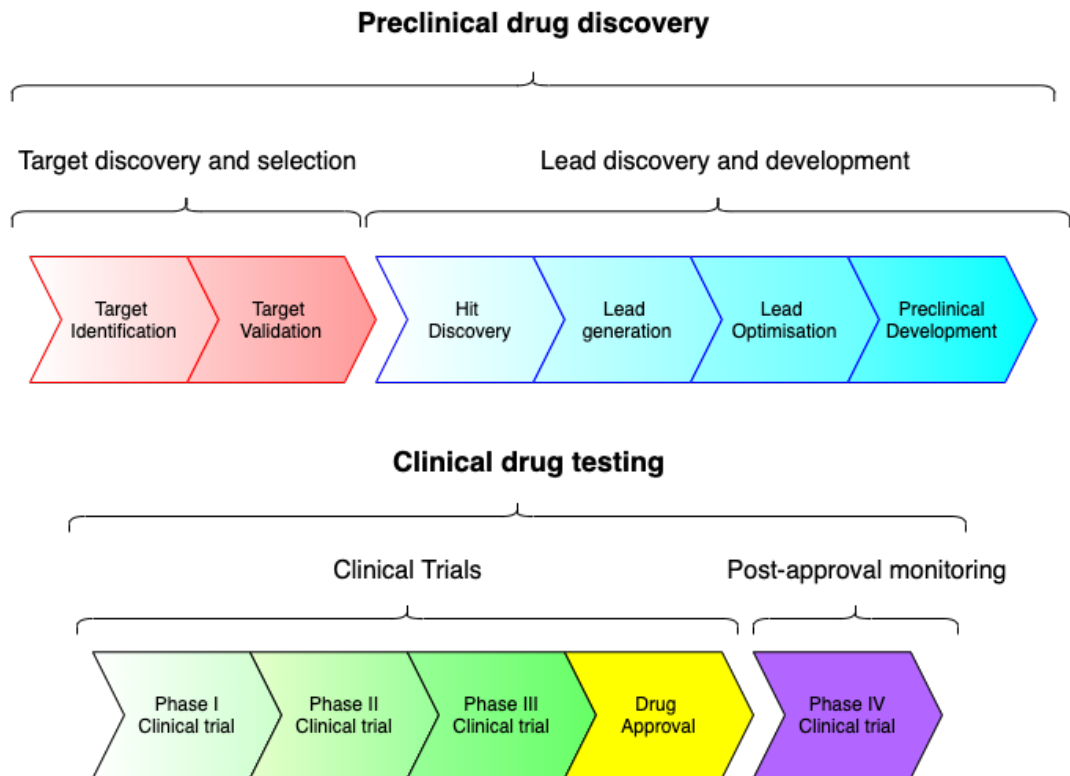 Preclinical drug discovery
Target discovery and selection
Lead discovery and development
Target
Identification
Target
Validation
Hit
Discovery
Lead
generation
Lead
Optimisation
Preclinical
Development
Clinical drug testing
Clinical Trials
Post-approval monitoring
Phase I
Clinical trial
Phase II
Clinical trial
Phase III
Clinical trial
Drug
Approval
Phase IV
Clinical trial